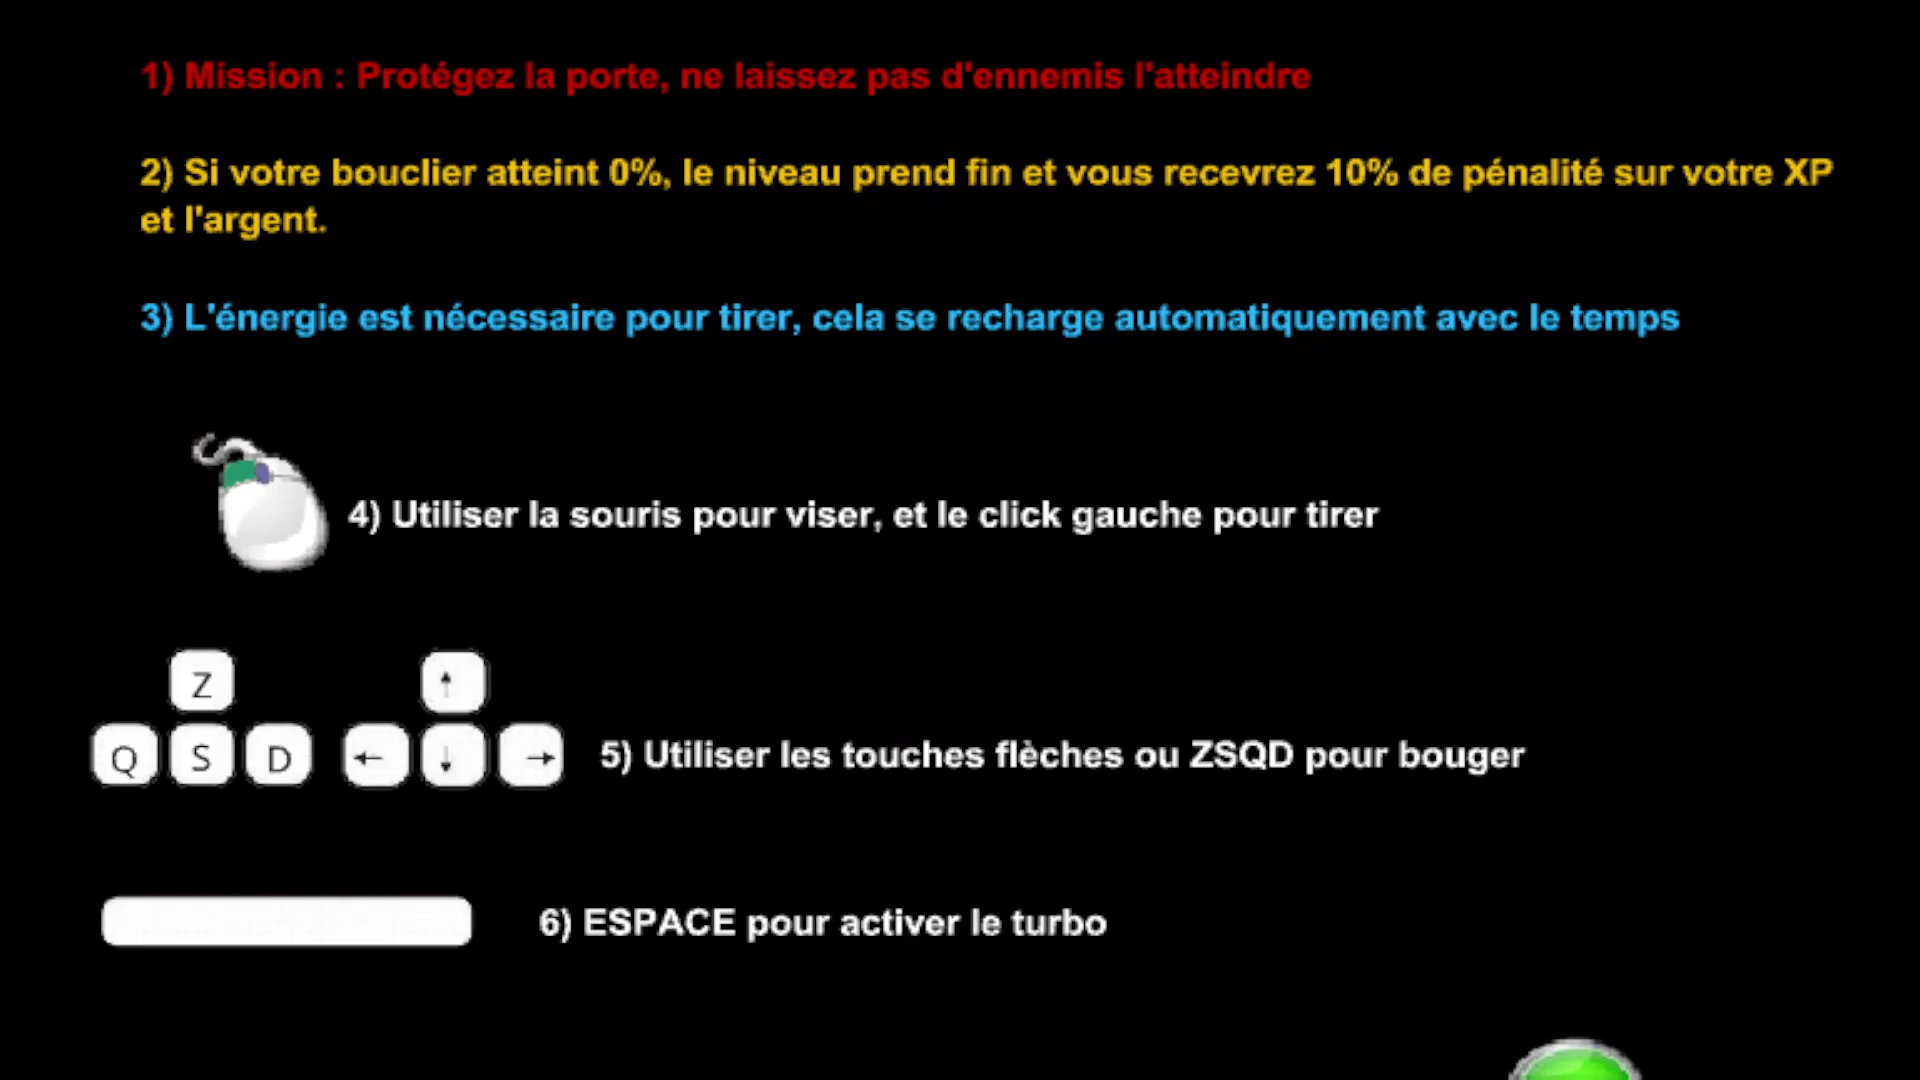 1) Mission : Protégez la porte, ne laissez pas d'ennemis l'atteindre
2) Si votre bouclier atteint 0%, le niveau prend fin et vous recevrez 10% de pénalité sur votre XP
et l'argent.
3) L'énergie est nécessaire pour tirer, cela se recharge automatiquement avec le temps
4) Utiliser la souris pour viser, et le click gauche pour tirer
Z ↑
Q S D ← ↓ →
5) Utiliser les touches flèches ou ZSQD pour bouger
6) ESPACE pour activer le turbo